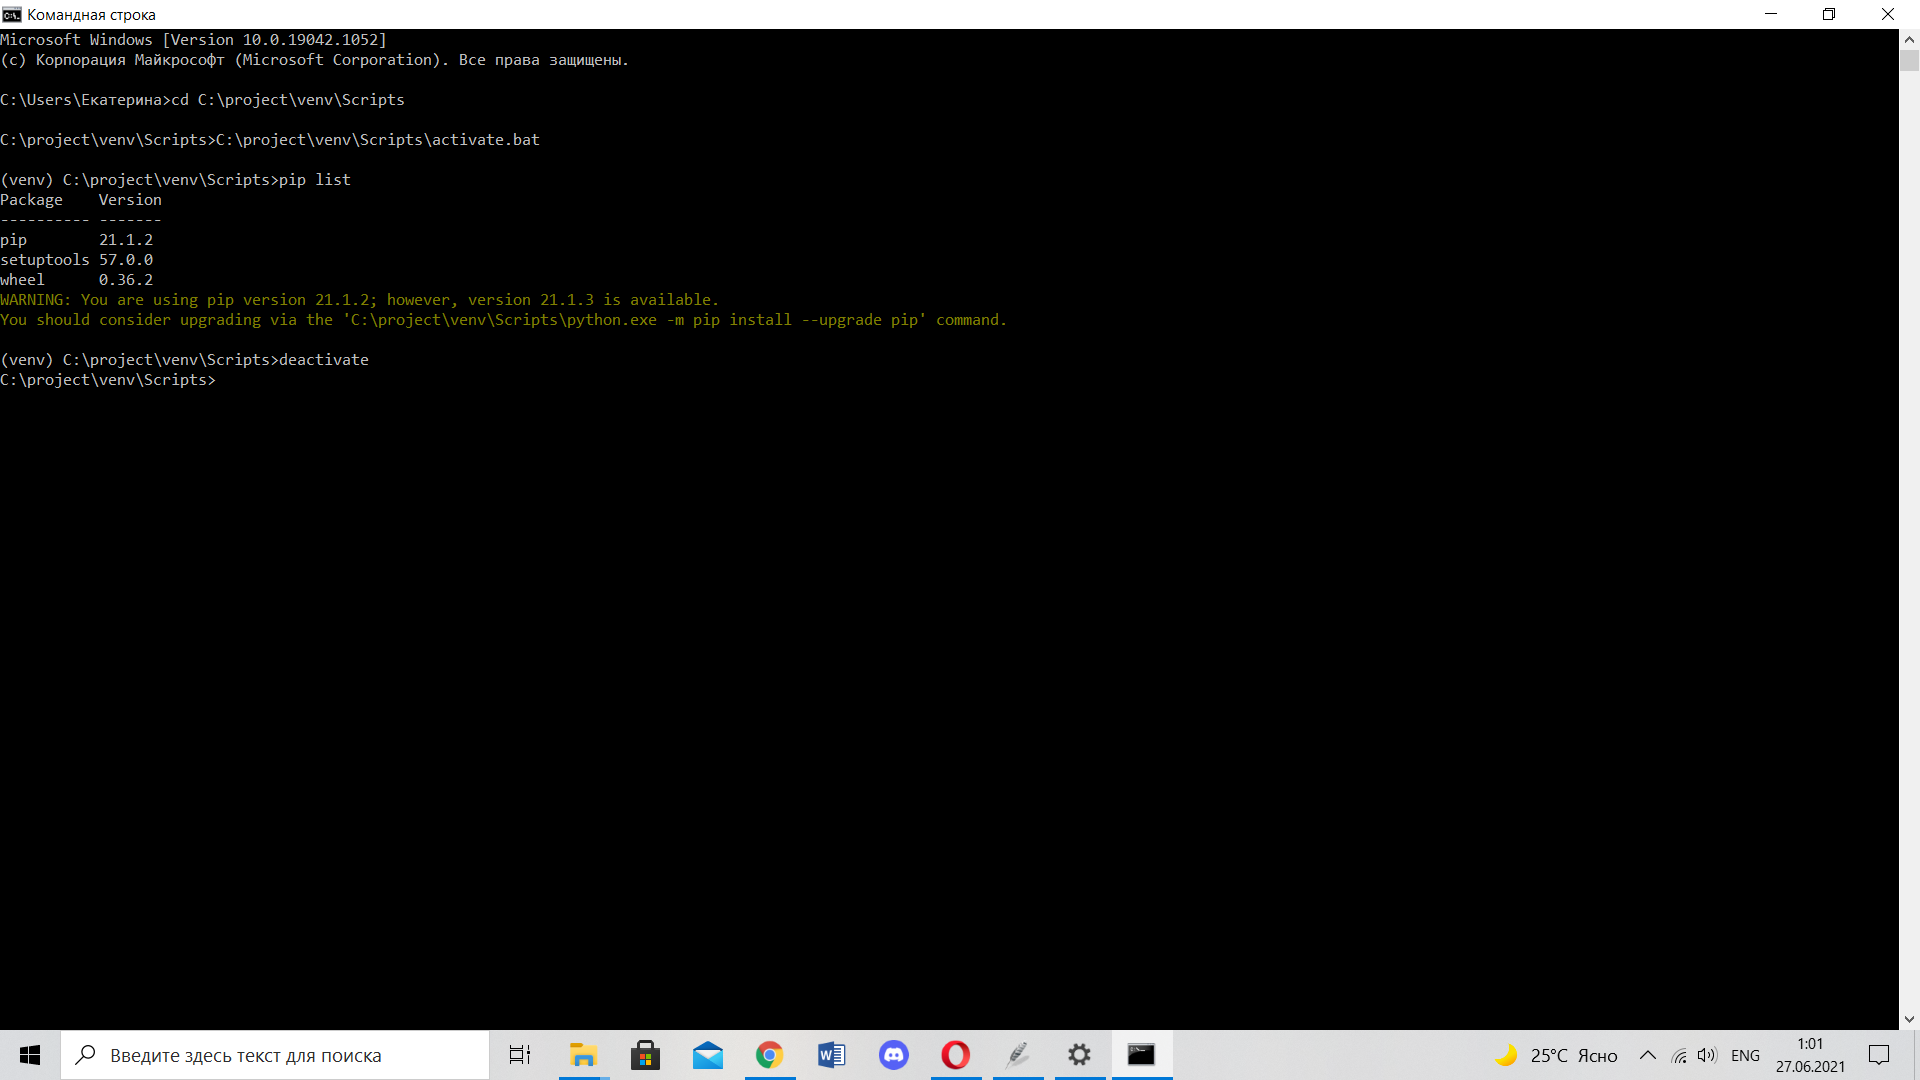 Командная строка
Microsoft Windows [Version 10.0.19042.1052]
(c) Корпорация Майкрософт (Microsoft Corporation). Все права защищены.
C:\Users\Екатерина>cd C:\project\venv\Scripts
C:\project\venv\Scripts>C:\project\venv\Scripts\activate.bat
(venv) C:\project\venv\Scripts>pip list
Package    Version
---------- -------
pip        21.1.2
setuptools 57.0.0
wheel      0.36.2
WARNING: You are using pip version 21.1.2; however, version 21.1.3 is available.
You should consider upgrading via the 'C:\project\venv\Scripts\python.exe -m pip install --upgrade pip' command.
(venv) C:\project\venv\Scripts>deactivate
C:\project\venv\Scripts>
Введите здесь текст для поиска
25°C Ясно
ENG
1:01
27.06.2021